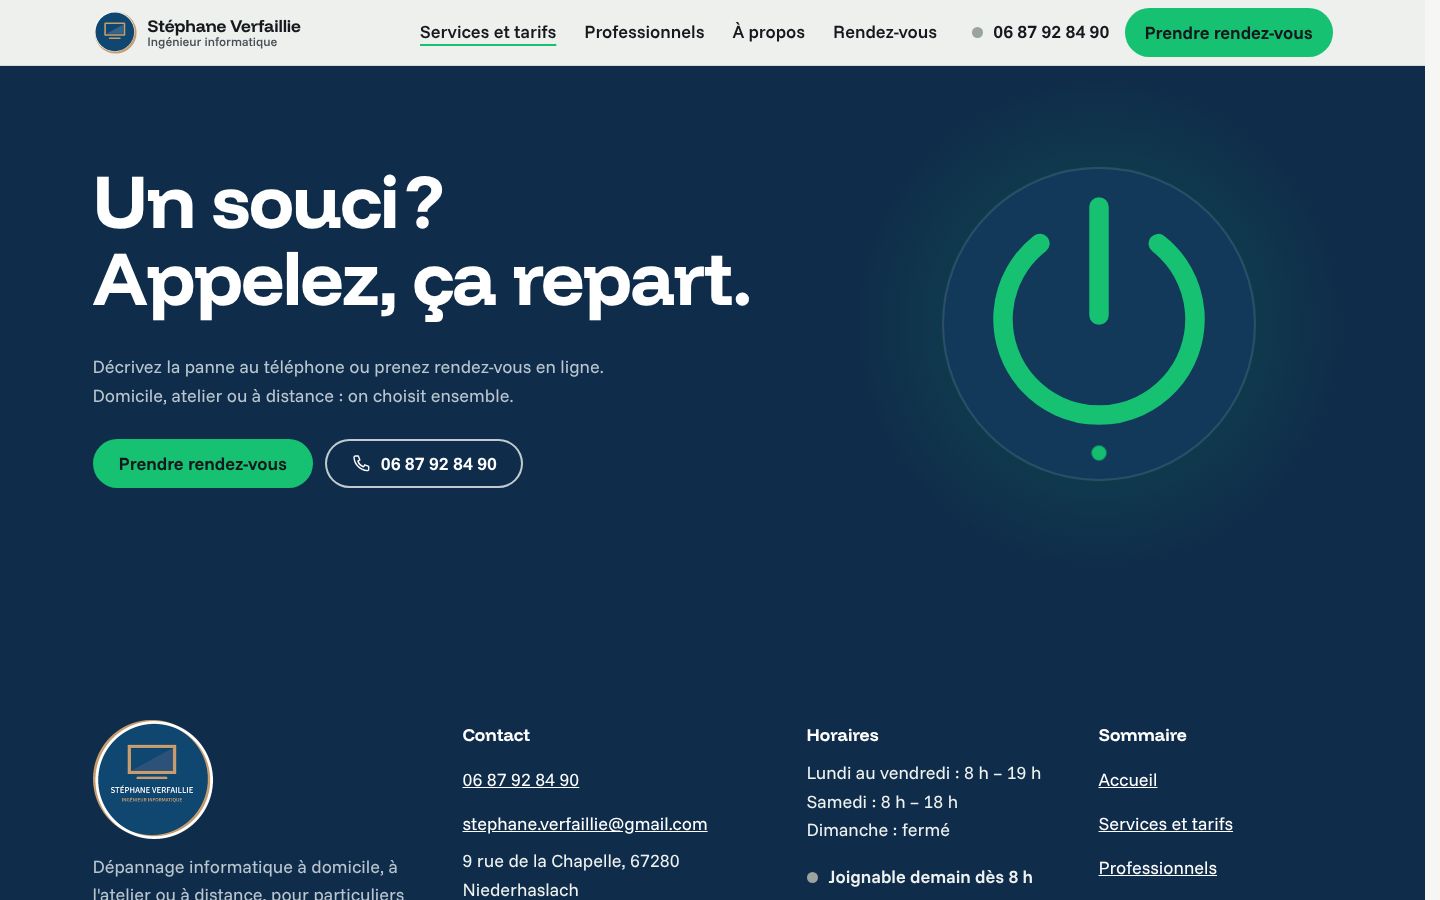 Stéphane Verfaillie
Ingénieur informatique
Services et tarifs
Professionnels
À propos
Rendez-vous
06 87 92 84 90
Prendre rendez-vous
Un souci ?
Appelez, ça repart.
Décrivez la panne au téléphone ou prenez rendez-vous en ligne.
Domicile, atelier ou à distance : on choisit ensemble.
Prendre rendez-vous
06 87 92 84 90
STÉPHANE VERFAILLIE
INGÉNIEUR INFORMATIQUE
Dépannage informatique à domicile, à
l'atelier ou à distance, pour particuliers
Contact
06 87 92 84 90
stephane.verfaillie@gmail.com
9 rue de la Chapelle, 67280
Niederhaslach
Horaires
Lundi au vendredi : 8 h – 19 h
Samedi : 8 h – 18 h
Dimanche : fermé
Joignable demain dès 8 h
Sommaire
Accueil
Services et tarifs
Professionnels